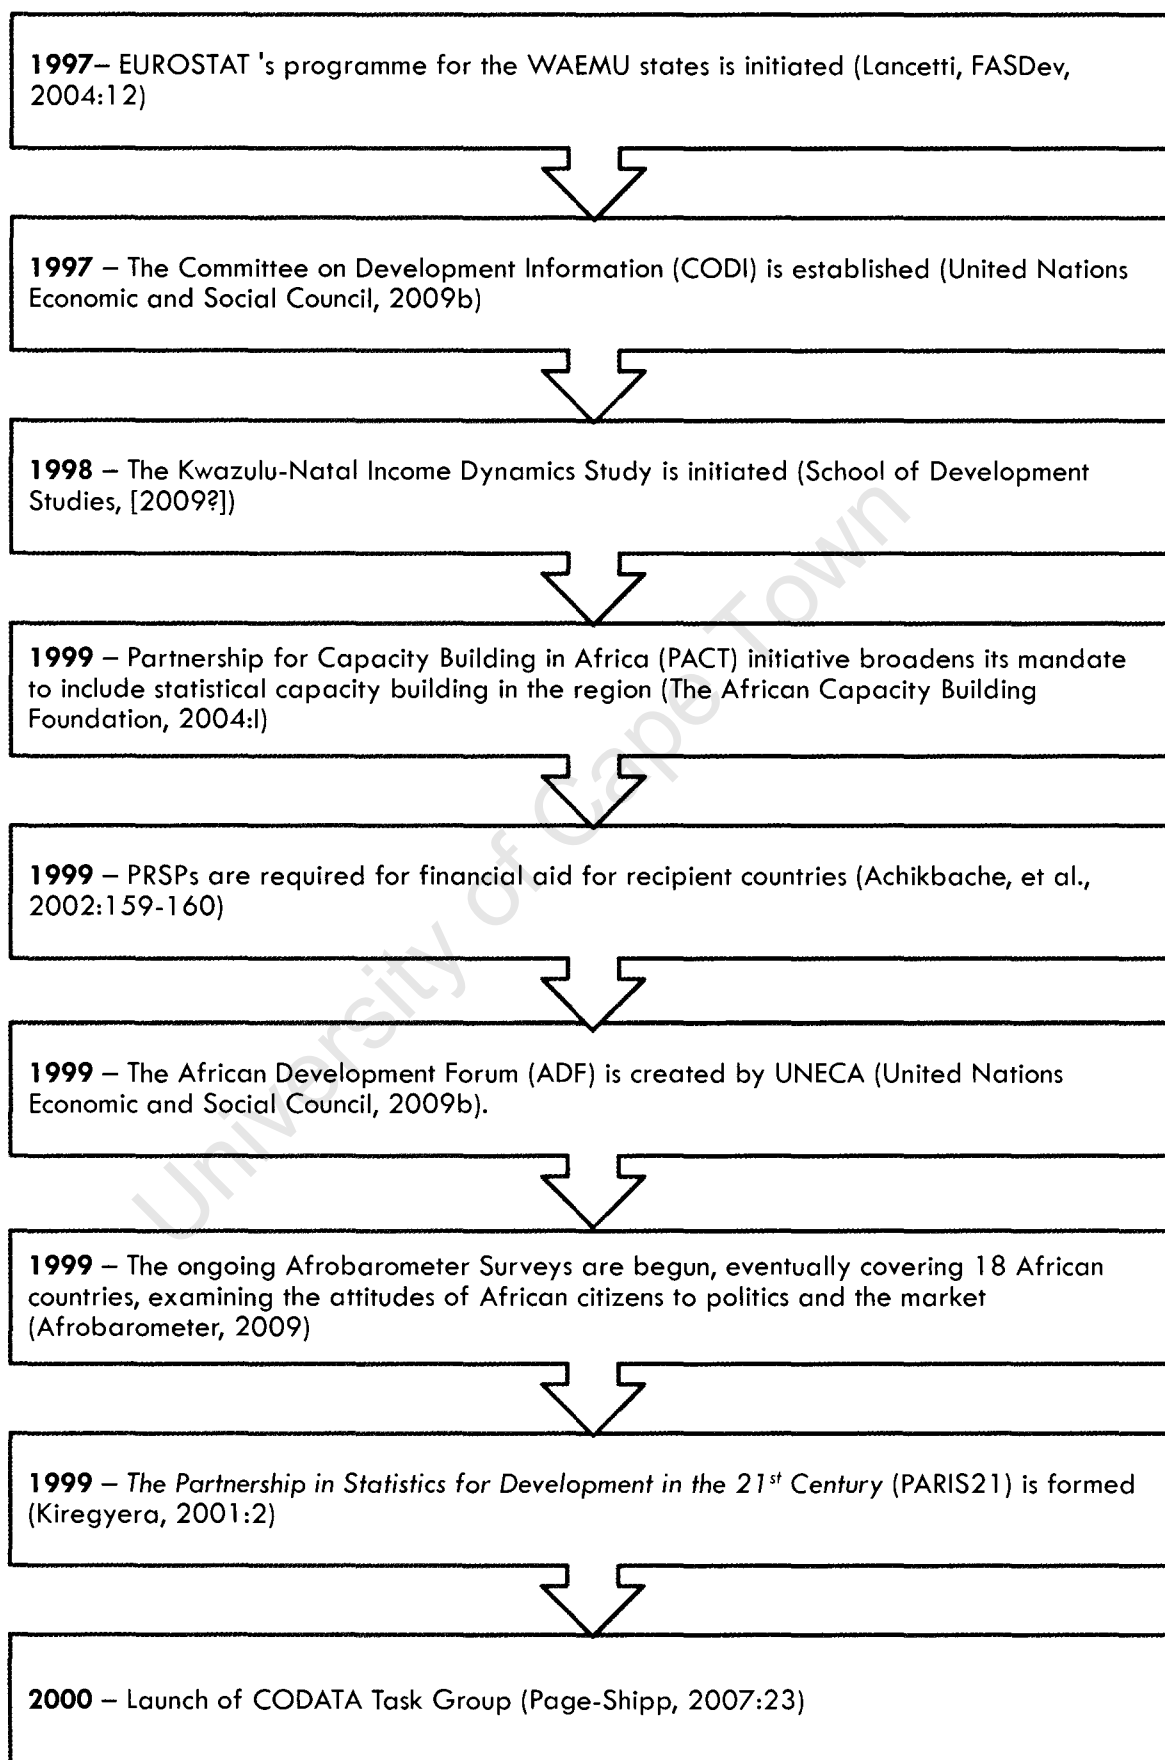 1997– EUROSTAT 's programme for the WAEMU states is initiated (Lancetti, FASDev,
2004:12)
1997 – The Committee on Development Information (CODI) is established (United Nations
Economic and Social Council, 2009b)
1998 – The Kwazulu-Natal Income Dynamics Study is initiated (School of Development
Studies, [2009?])
1999 – Partnership for Capacity Building in Africa (PACT) initiative broadens its mandate
to include statistical capacity building in the region (The African Capacity Building
Foundation, 2004:I)
1999 – PRSPs are required for financial aid for recipient countries (Achikbache, et al.,
2002:159-160)
1999 – The African Development Forum (ADF) is created by UNECA (United Nations
Economic and Social Council, 2009b).
1999 – The ongoing Afrobarometer Surveys are begun, eventually covering 18 African
countries, examining the attitudes of African citizens to politics and the market
(Afrobarometer, 2009)
1999 – The Partnership in Statistics for Development in the 21st Century (PARIS21) is formed
(Kiregyera, 2001:2)
2000 – Launch of CODATA Task Group (Page-Shipp, 2007:23)
University of Cape Town